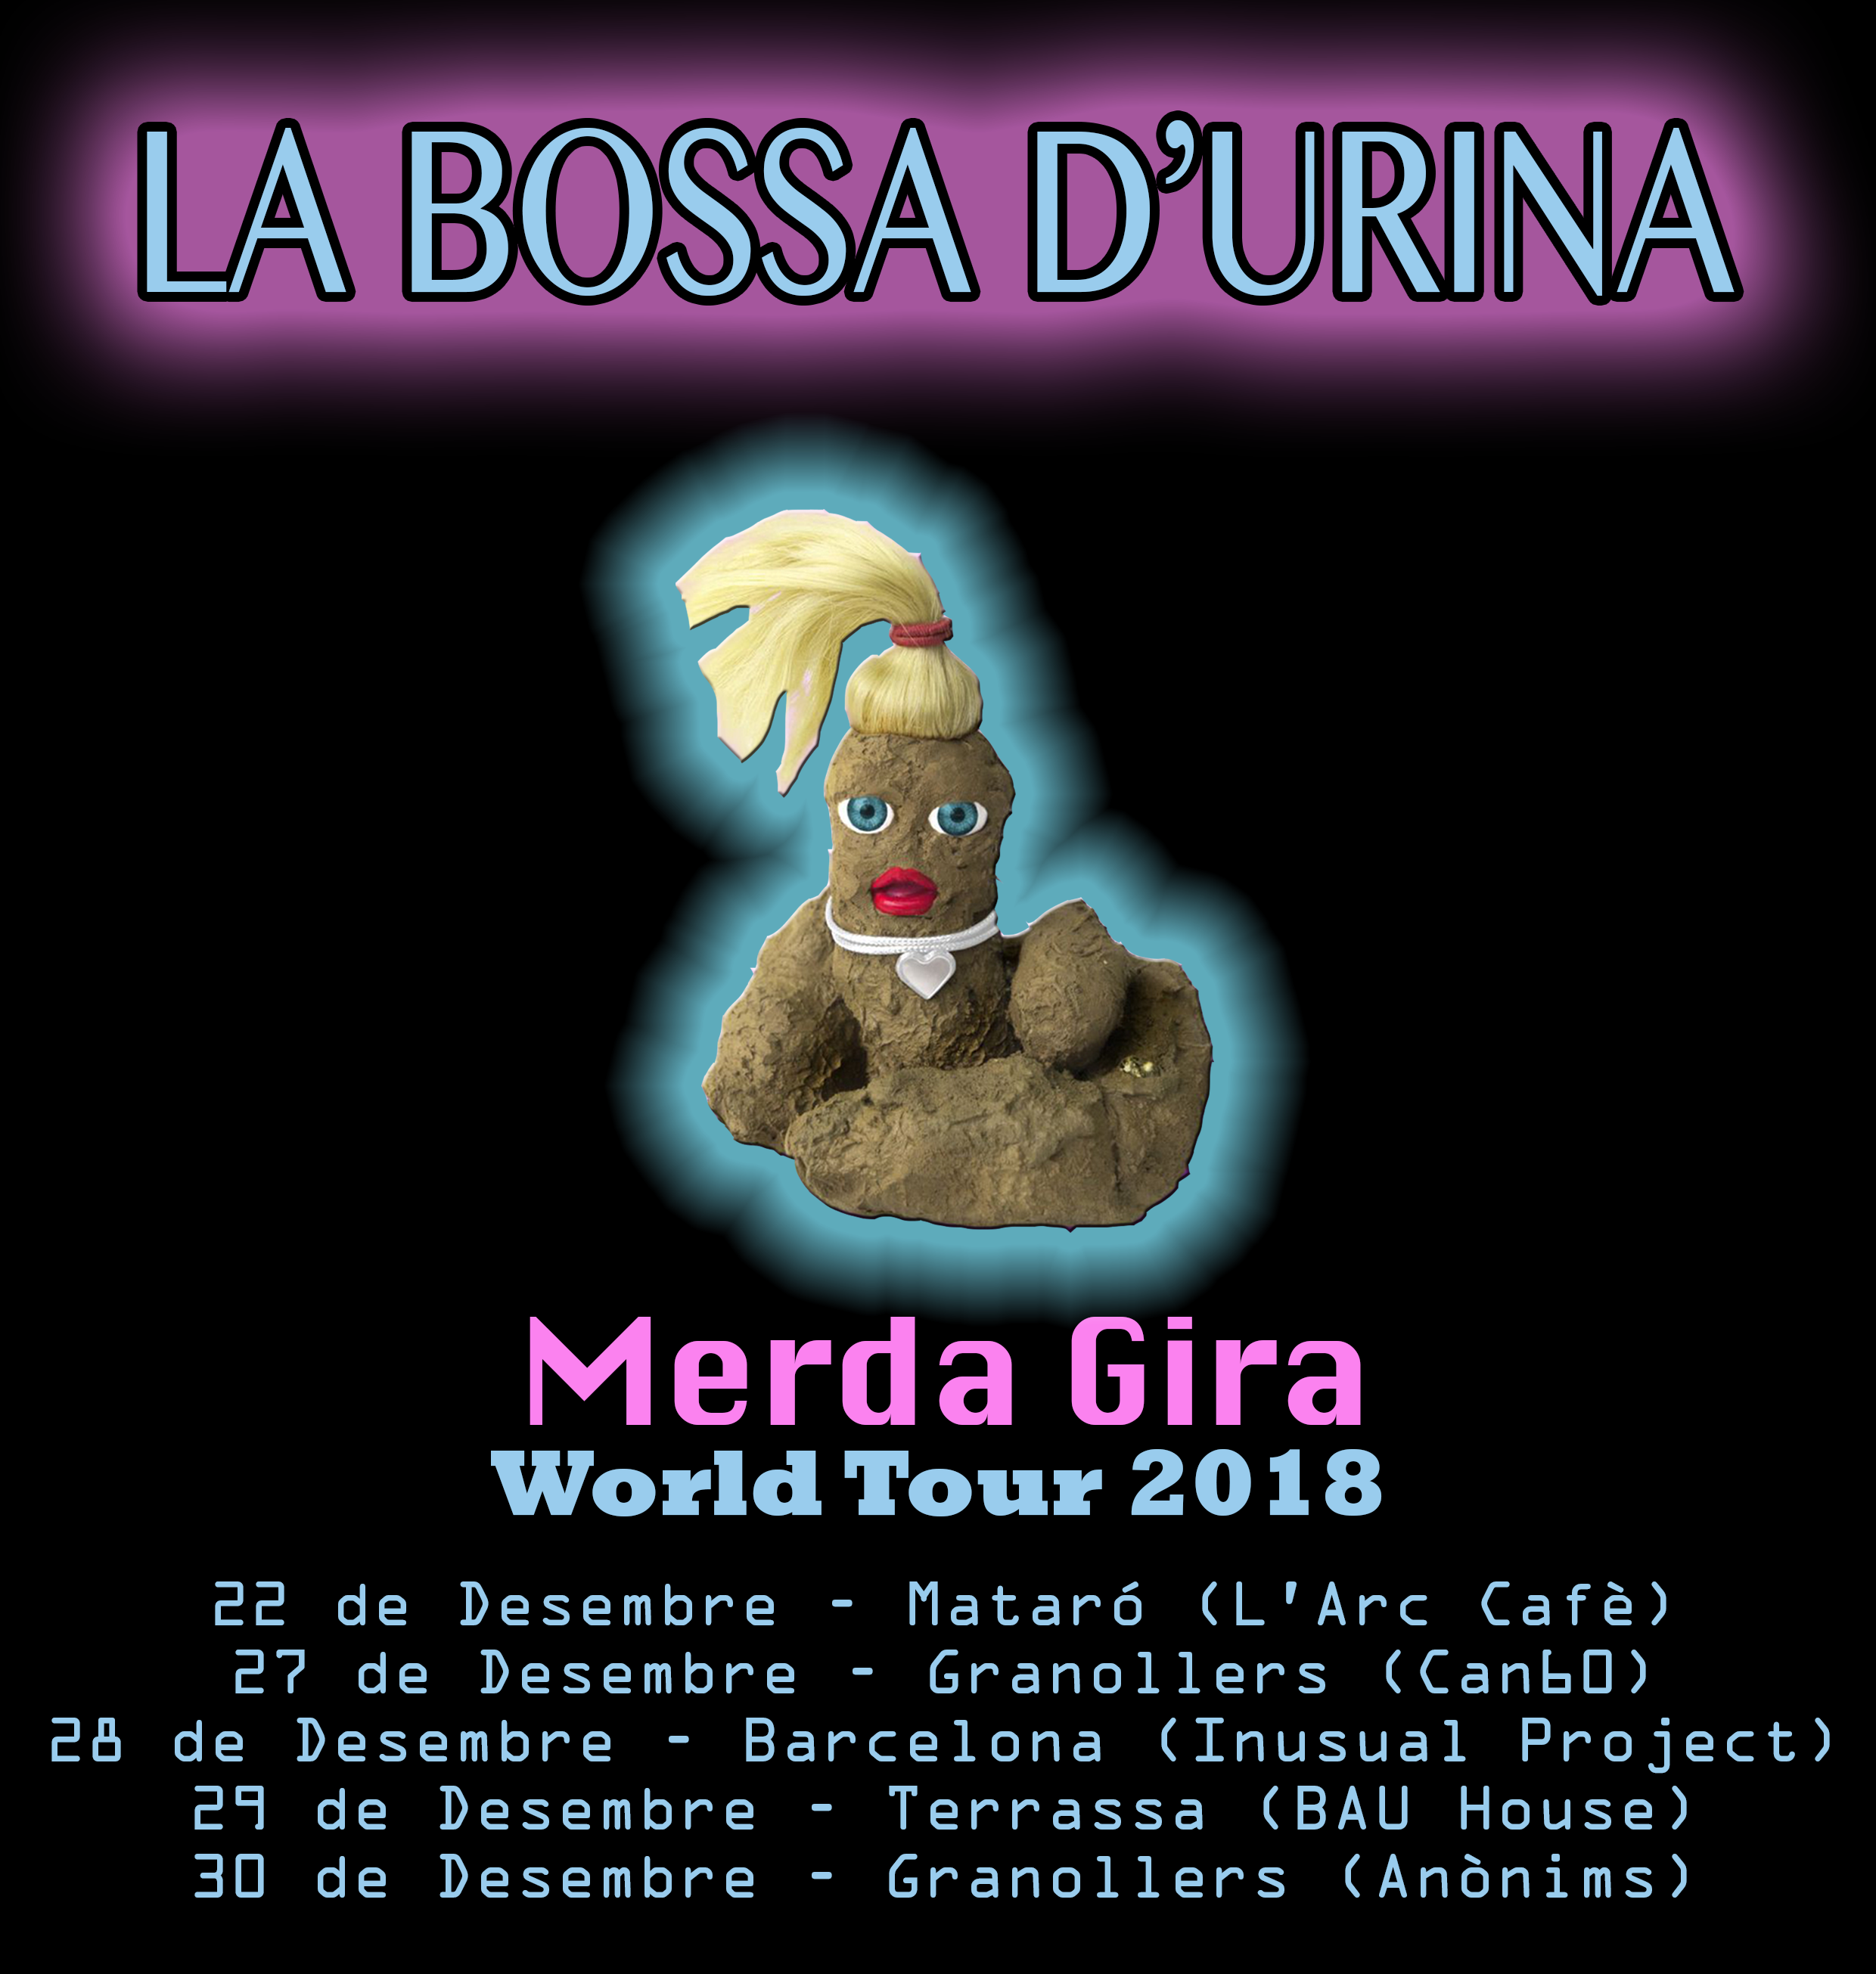 LA BOSSA D'URINA
Merda Gira
World Tour 2018
22 de Desembre - Mataró (L'Arc Cafè)
27 de Desembre - Granollers (Can60)
28 de Desembre - Barcelona (Inusual Project)
29 de Desembre - Terrassa (BAU House)
30 de Desembre - Granollers (Anònims)